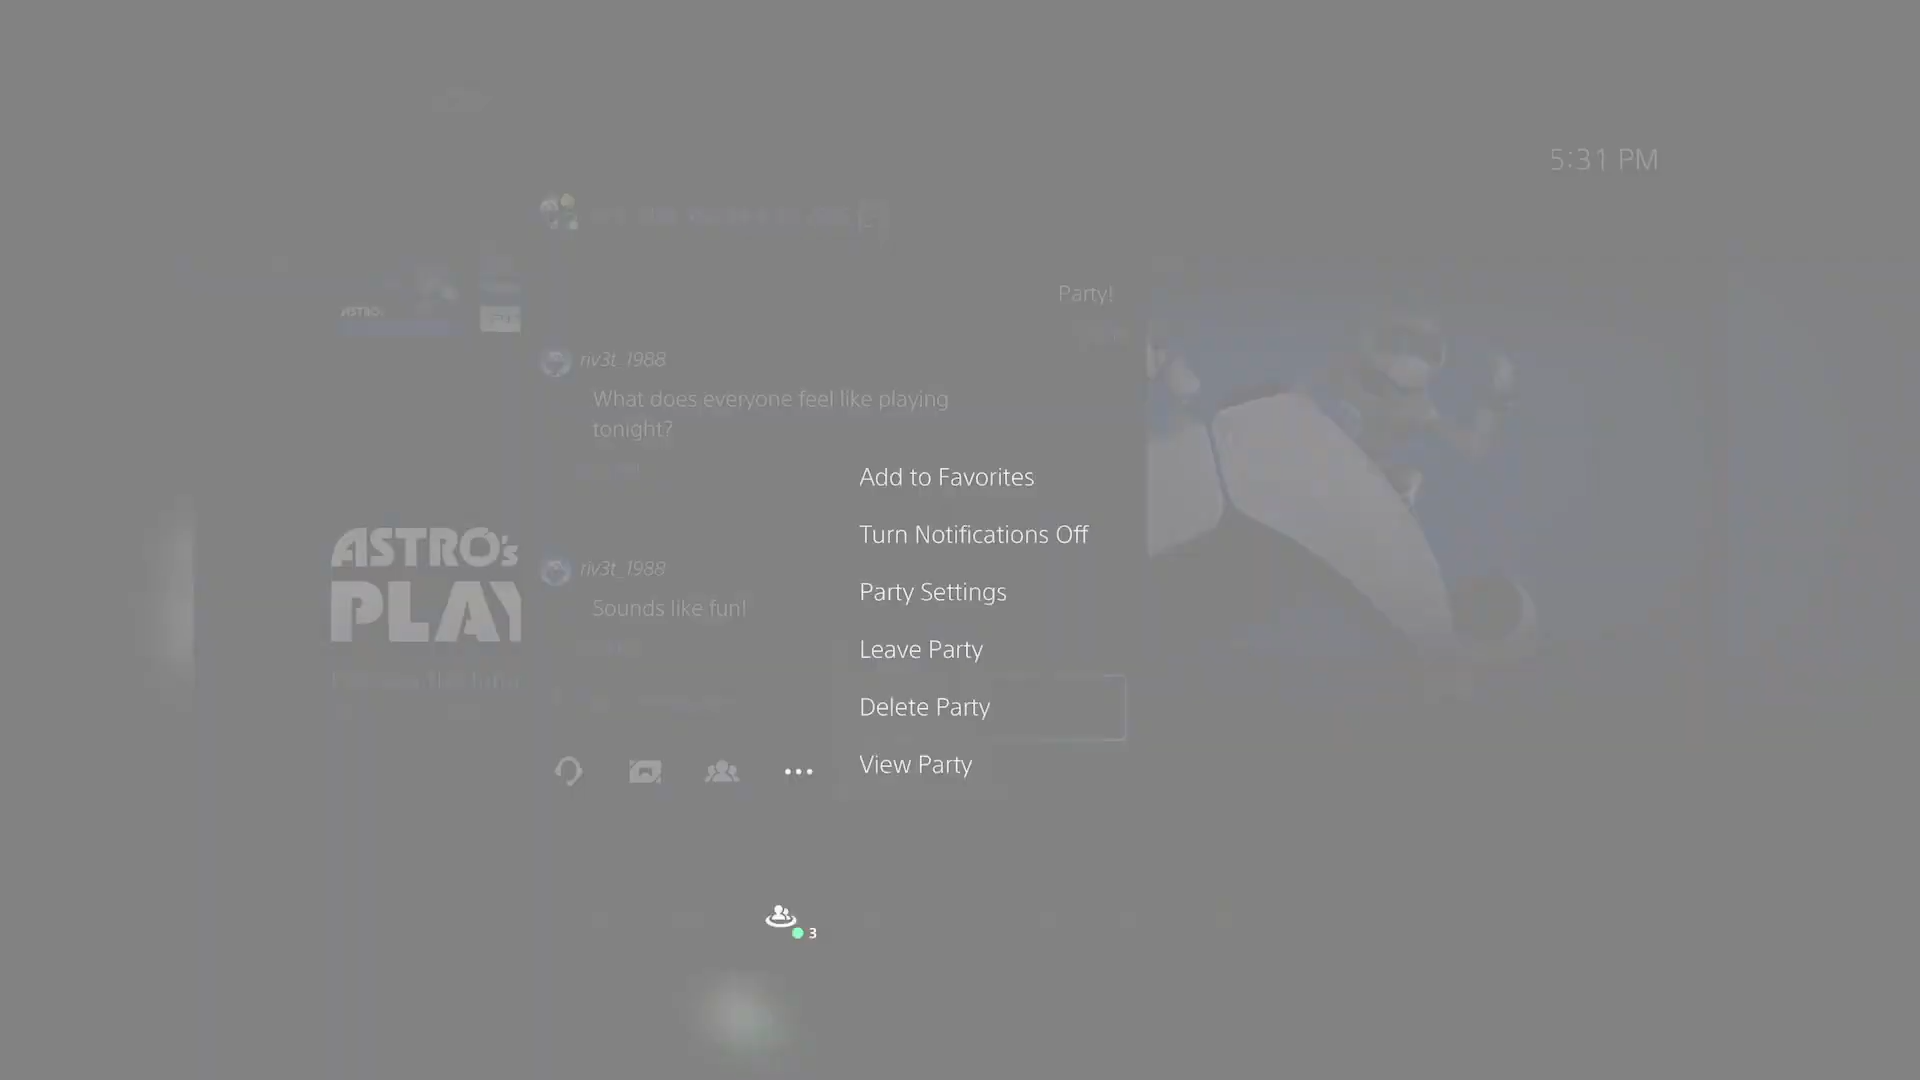 5:31 PM
Party!
ASTRO
riv3t_1988
What does everyone feel like playing
tonight?
Add to Favorites
Turn Notifications Off
ASTRO's
PLAY
riv3t_1988
Party Settings
Sounds like fun!
Leave Party
Delete Party
View Party
3